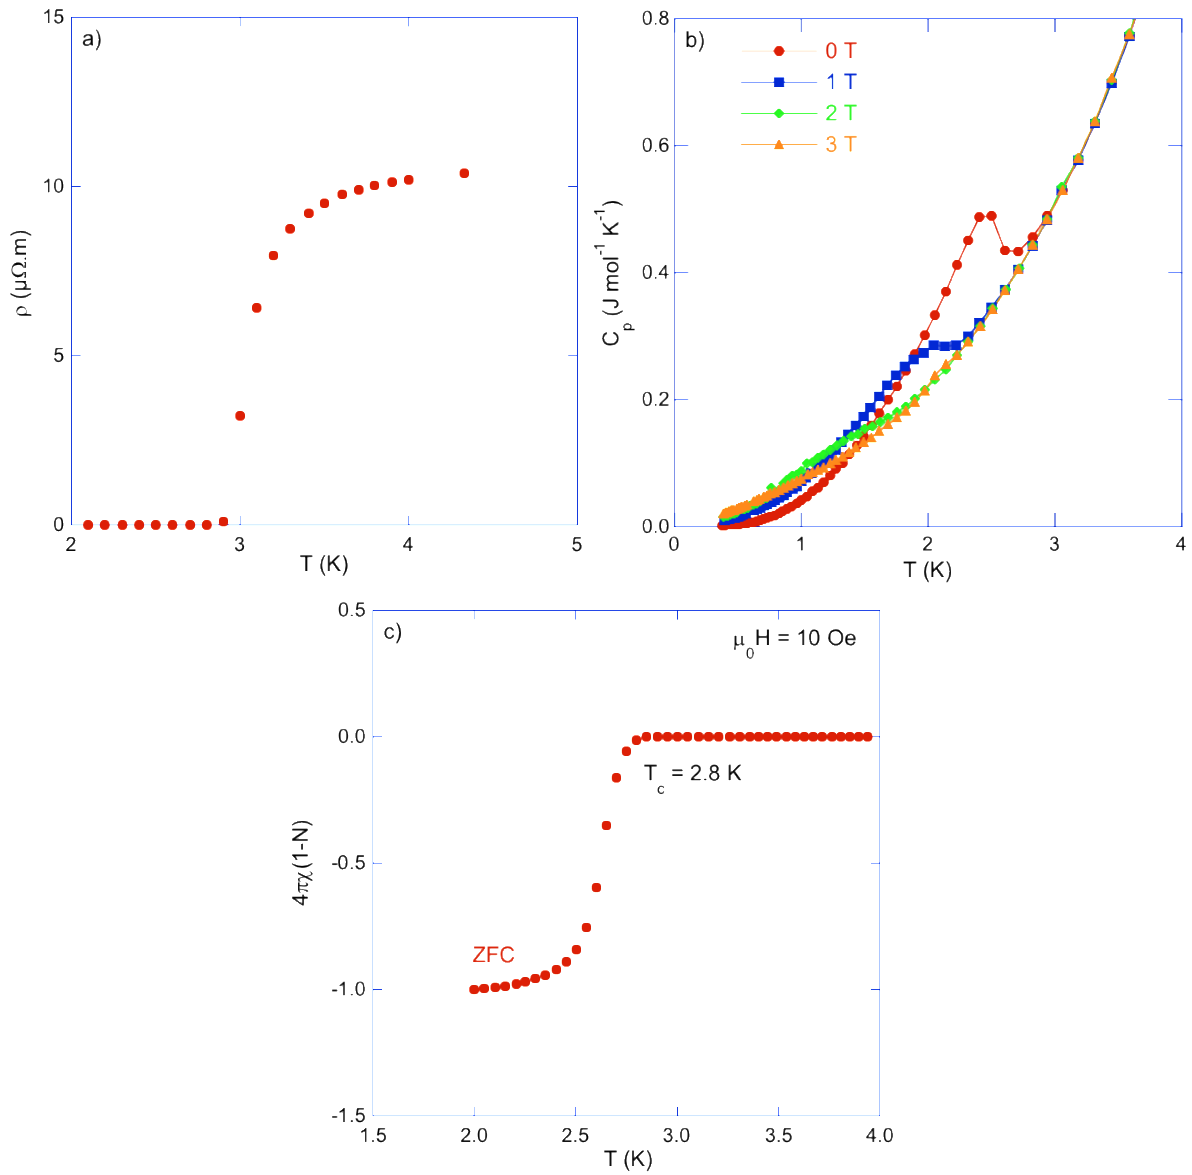 a)
15
10
5
0
ρ (μΩ.m)
2 3 4 5
T (K)
b)
0 T
1 T
2 T
3 T
0.8
0.6
0.4
0.2
0.0
C_p (J mol⁻¹ K⁻¹)
0 1 2 3 4
T (K)
c)
μ₀H = 10 Oe
0.5
0.0
-0.5
-1.0
-1.5
4πχ(1-N)
T_c = 2.8 K
ZFC
1.5 2.0 2.5 3.0 3.5 4.0
T (K)